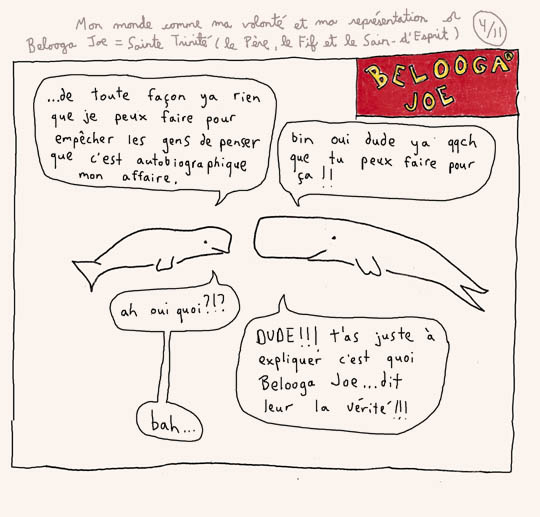 Mon monde comme ma volonté et ma représentation or
Belooga Joe = Sainte Trinité (le Père, le Fif et le Sain-d'Esprit)
4/11
BELOOGA
JOE
...de toute façon ya rien
que je peux faire pour
empêcher les gens de penser
que c'est autobiographique
mon affaire.
bin oui dude ya qqch
que tu peux faire pour
ça!!
ah oui quoi?!?
DUDE!!! t'as juste à
expliquer c'est quoi
Belooga Joe...dit
leur la vérité!!!
bah...